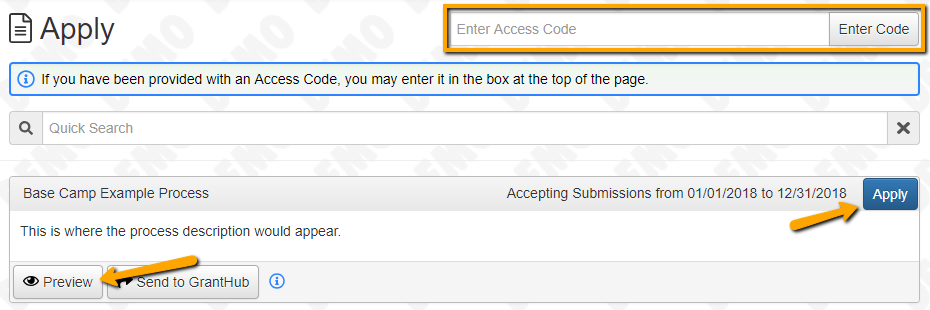 Apply
Enter Access Code
Enter Code
If you have been provided with an Access Code, you may enter it in the box at the top of the page.
Quick Search
Base Camp Example Process
Accepting Submissions from 01/01/2018 to 12/31/2018
Apply
This is where the process description would appear.
Preview
Send to GrantHub
DEMO